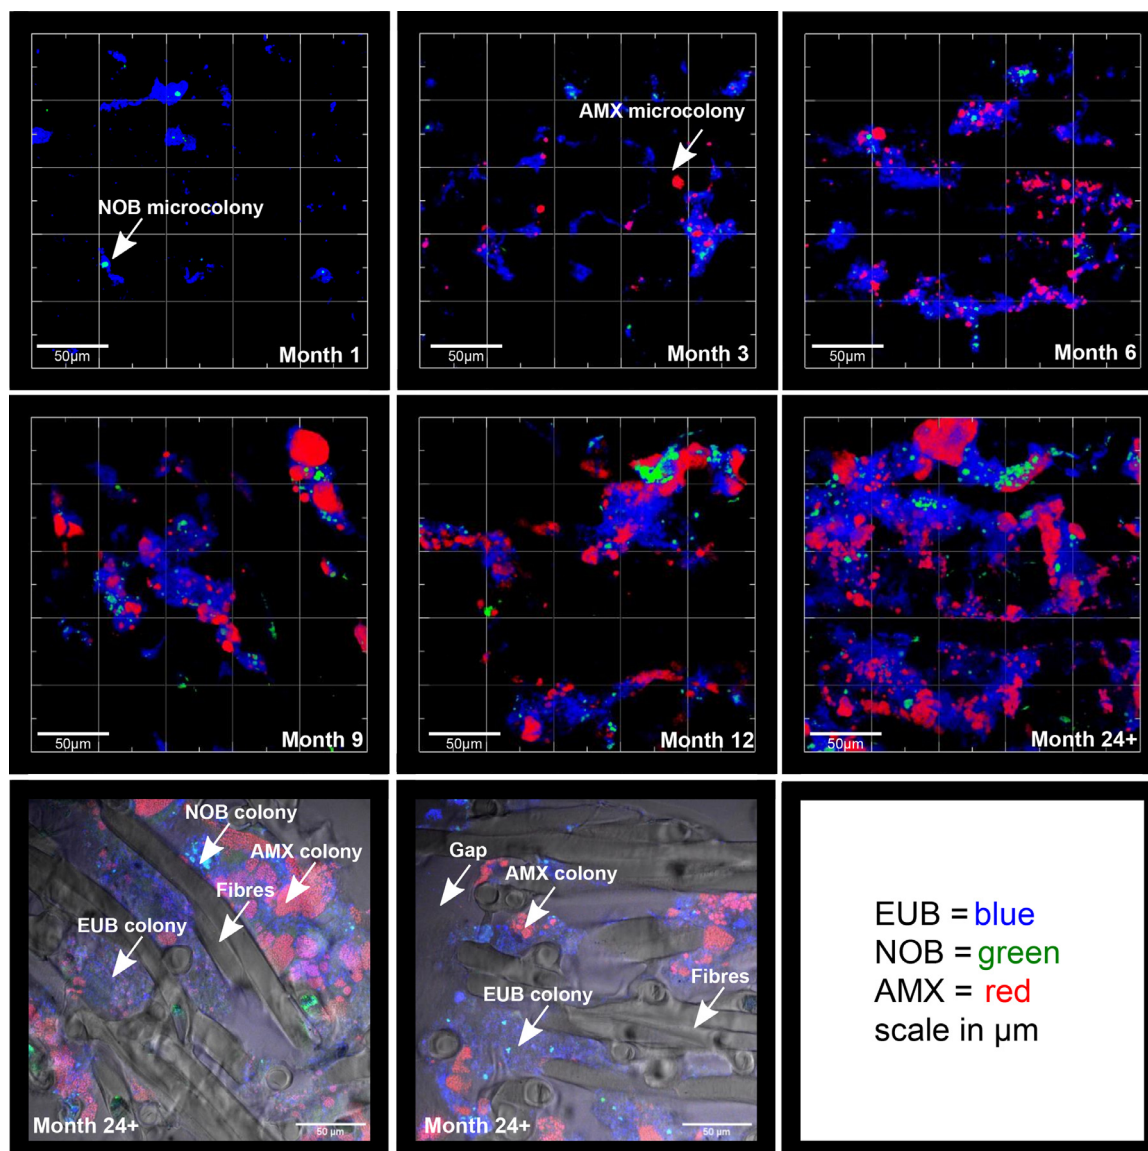 NOB microcolony
50µm
Month 1
AMX microcolony
50µm
Month 3
50µm
Month 6
50µm
Month 9
50µm
Month 12
50µm
Month 24+
NOB colony
AMX colony
Fibres
EUB colony
Month 24+
50 µm
Gap
AMX colony
Fibres
EUB colony
Month 24+
50 µm
EUB = blue
NOB = green
AMX = red
scale in µm